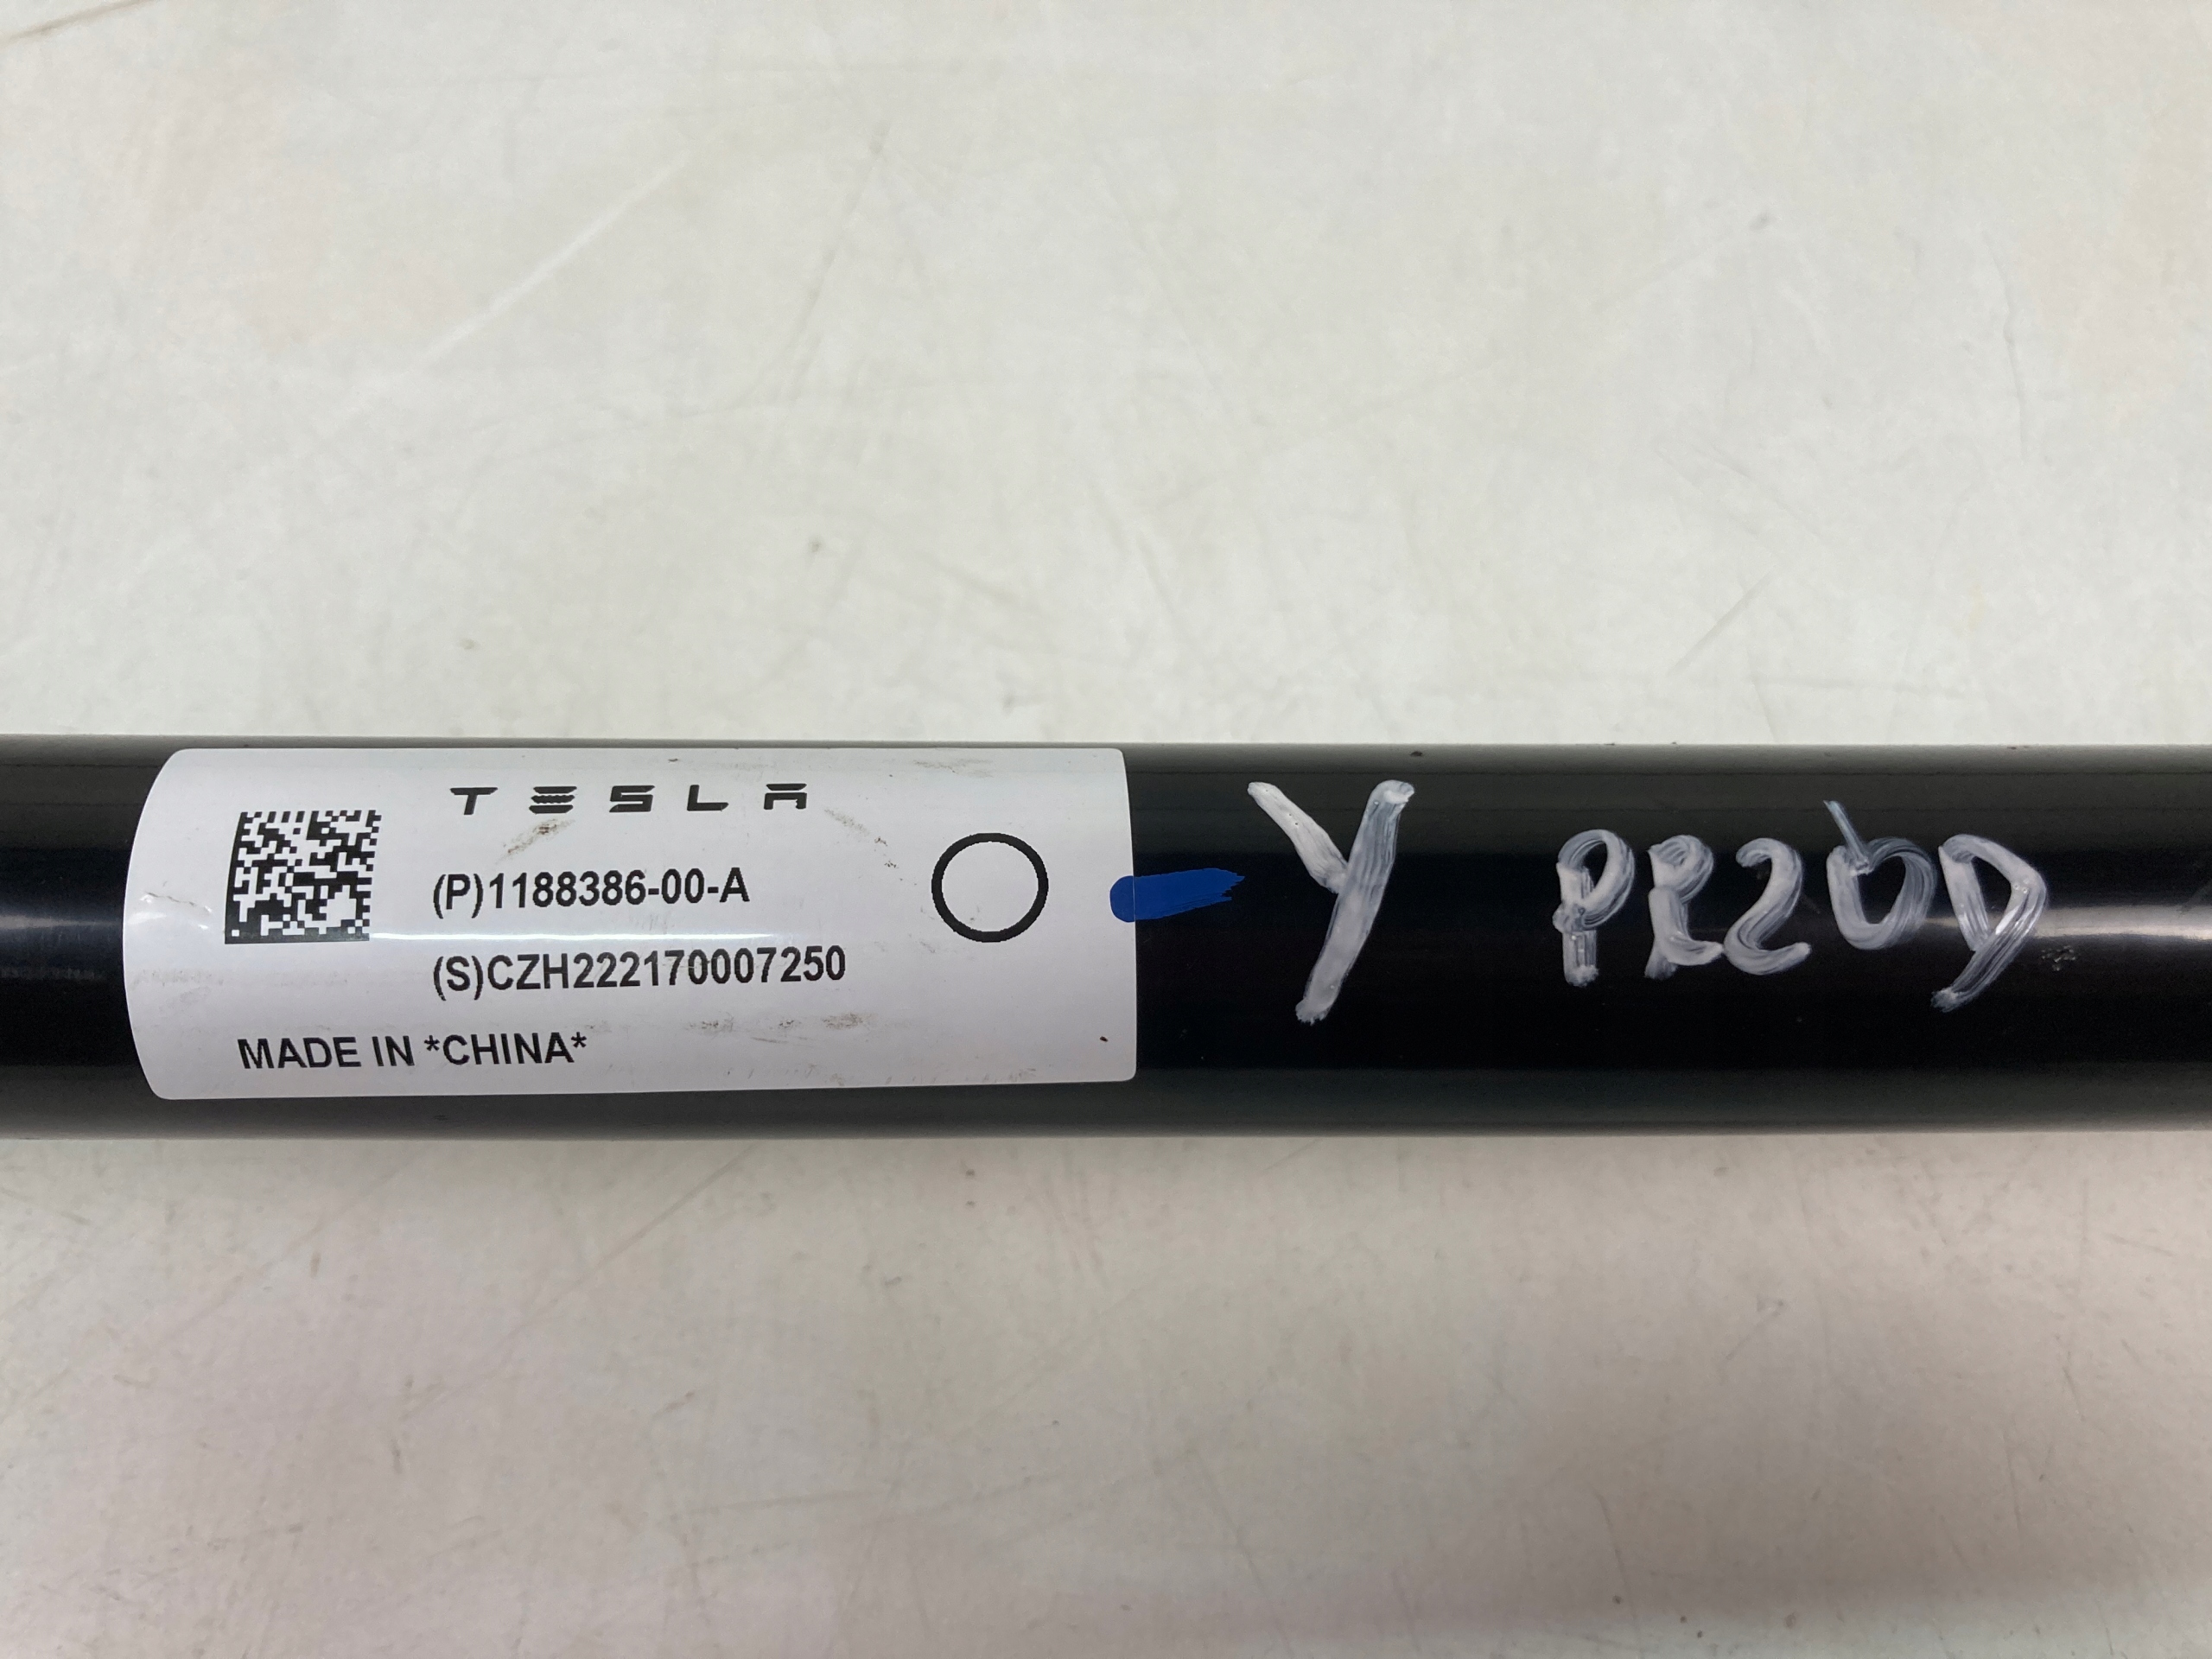 TESLA
(P)1188386-00-A
(S)CZH222170007250
MADE IN *CHINA*
Y PRZOD